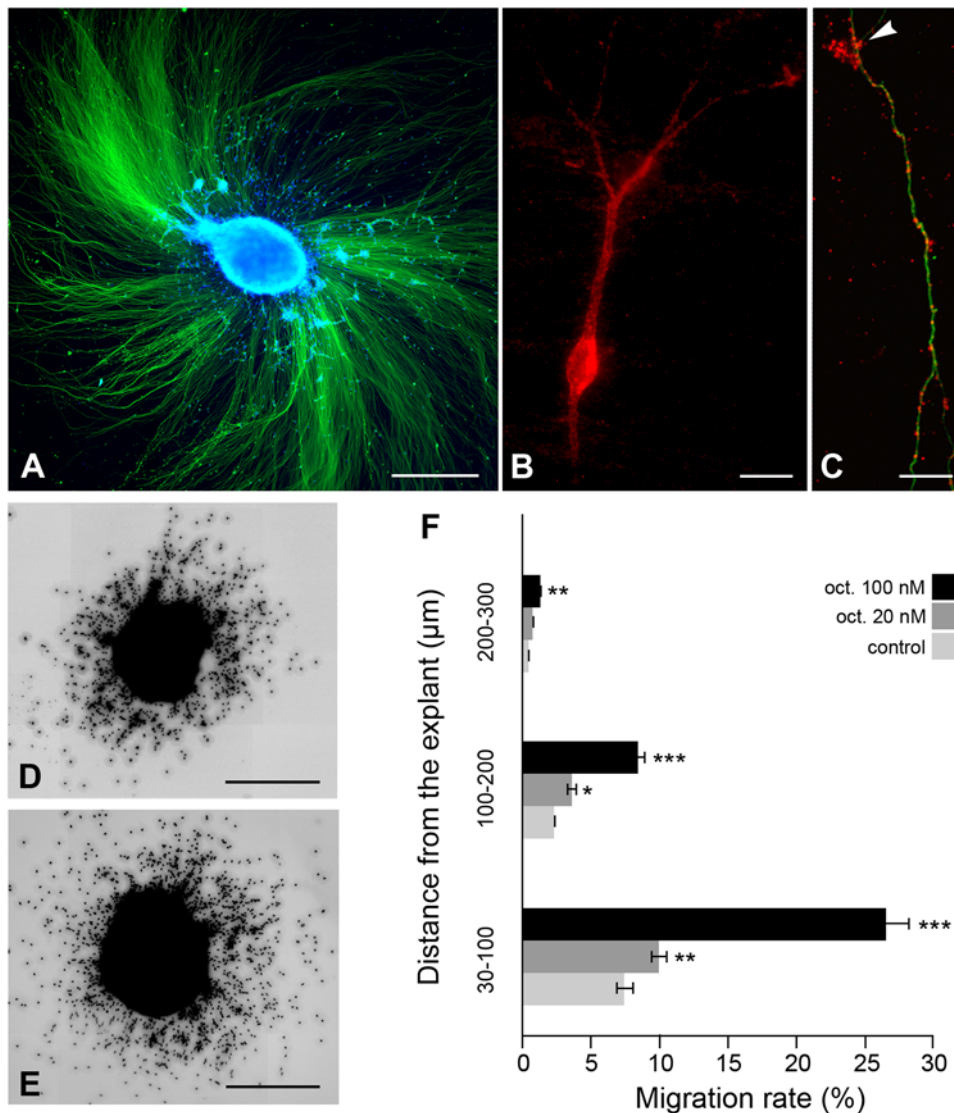 A
B
C
D
E
F
Distance from the explant (µm)
200-300
100-200
30-100
**
***
*
***
**
oct. 100 nM
oct. 20 nM
control
0 5 10 15 20 25 30
Migration rate (%)